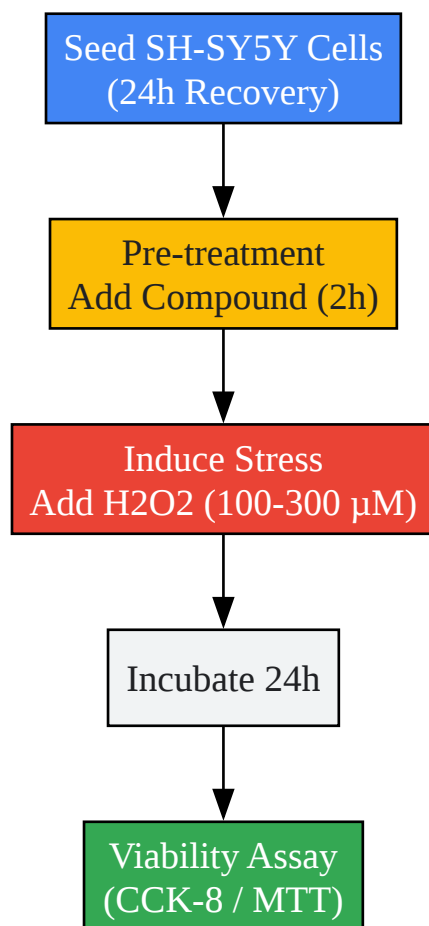 Seed SH-SY5Y Cells
(24h Recovery)
Pre-treatment
Add Compound (2h)
Induce Stress
Add H2O2 (100-300 µM)
Incubate 24h
Viability Assay
(CCK-8 / MTT)